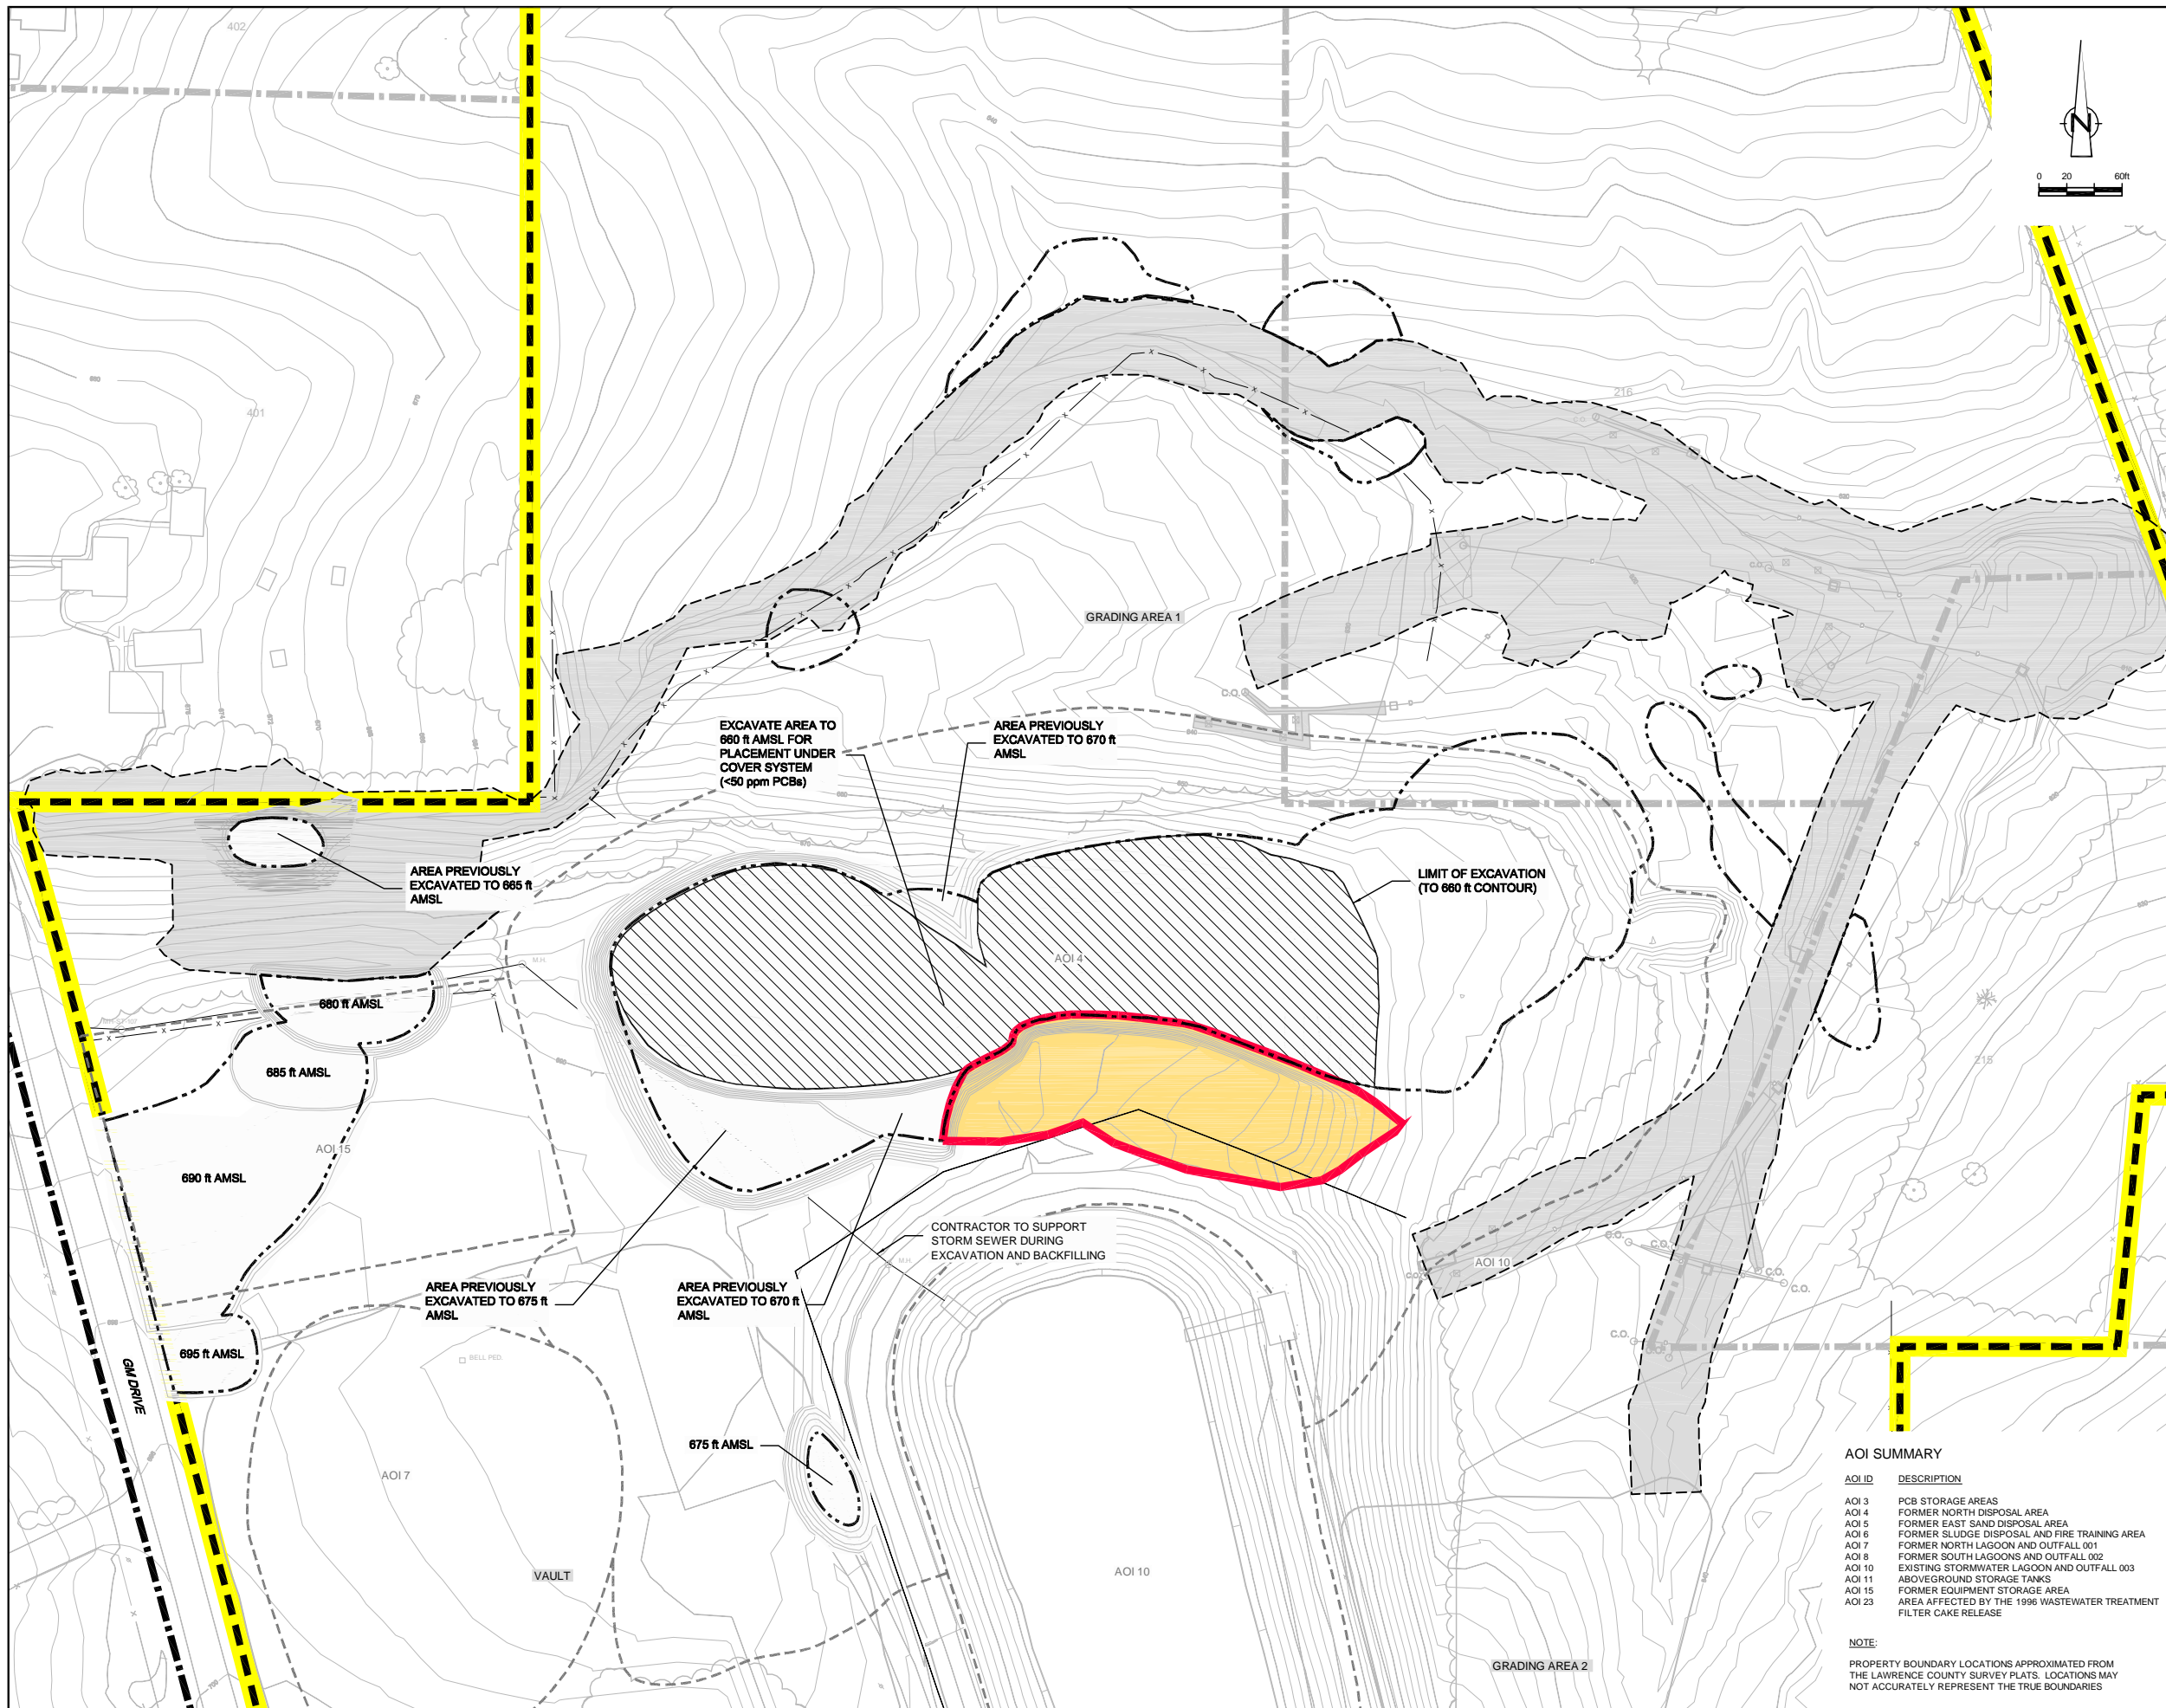 402
N
0 20 60ft
640
680
670
401
216
630
GRADING AREA 1
C.O.
C.O.
EXCAVATE AREA TO
660 ft AMSL FOR
PLACEMENT UNDER
COVER SYSTEM
(<50 ppm PCBs)
AREA PREVIOUSLY
EXCAVATED TO 670 ft
AMSL
AREA PREVIOUSLY
EXCAVATED TO 665 ft
AMSL
LIMIT OF EXCAVATION
(TO 660 ft CONTOUR)
AOI 4
M.H.
680 ft AMSL
685 ft AMSL
215
AOI 15
690 ft AMSL
CONTRACTOR TO SUPPORT
STORM SEWER DURING
EXCAVATION AND BACKFILLING
M.H.
AREA PREVIOUSLY
EXCAVATED TO 675 ft
AMSL
AREA PREVIOUSLY
EXCAVATED TO 670 ft
AMSL
AOI 10
C.O.
C.O.
C.O.
C.O.
C.O.
695 ft AMSL
BELL PED.
GM DRIVE
675 ft AMSL
AOI 7
VAULT
AOI 10
GRADING AREA 2
AOI SUMMARY
AOI ID DESCRIPTION
AOI 3 PCB STORAGE AREAS
AOI 4 FORMER NORTH DISPOSAL AREA
AOI 5 FORMER EAST SAND DISPOSAL AREA
AOI 6 FORMER SLUDGE DISPOSAL AND FIRE TRAINING AREA
AOI 7 FORMER NORTH LAGOON AND OUTFALL 001
AOI 8 FORMER SOUTH LAGOONS AND OUTFALL 002
AOI 10 EXISTING STORMWATER LAGOON AND OUTFALL 003
AOI 11 ABOVEGROUND STORAGE TANKS
AOI 15 FORMER EQUIPMENT STORAGE AREA
AOI 23 AREA AFFECTED BY THE 1996 WASTEWATER TREATMENT
FILTER CAKE RELEASE
NOTE:
PROPERTY BOUNDARY LOCATIONS APPROXIMATED FROM
THE LAWRENCE COUNTY SURVEY PLATS. LOCATIONS MAY
NOT ACCURATELY REPRESENT THE TRUE BOUNDARIES